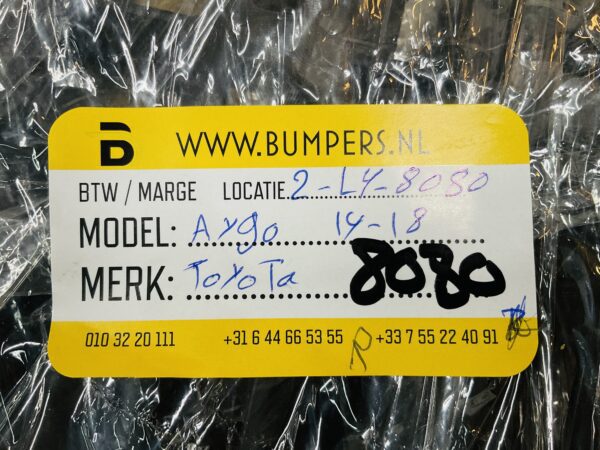 WWW.BUMPERS.NL
BTW / MARGE LOCATIE. 2-L4-8080
MODEL: Aygo 14-18
MERK: ToyoTa 8080
010 32 20 111 +31 6 44 66 53 55 +33 7 55 22 40 91